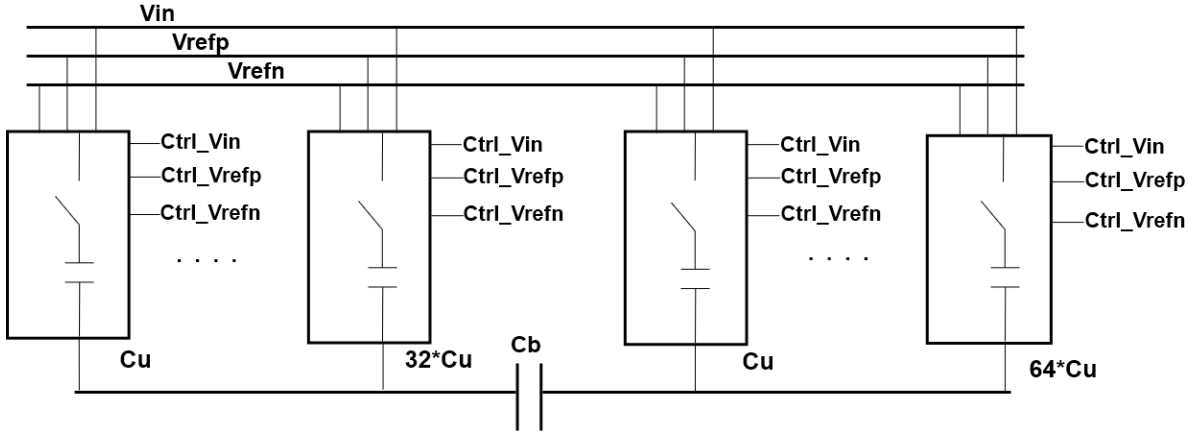 Vin
Vrefp
Vrefn
Ctrl_Vin
Ctrl_Vrefp
Ctrl_Vrefn
. . . .
Cu
Ctrl_Vin
Ctrl_Vrefp
Ctrl_Vrefn
32*Cu
Cb
Ctrl_Vin
Ctrl_Vrefp
Ctrl_Vrefn
. . . .
Cu
Ctrl_Vin
Ctrl_Vrefp
Ctrl_Vrefn
64*Cu